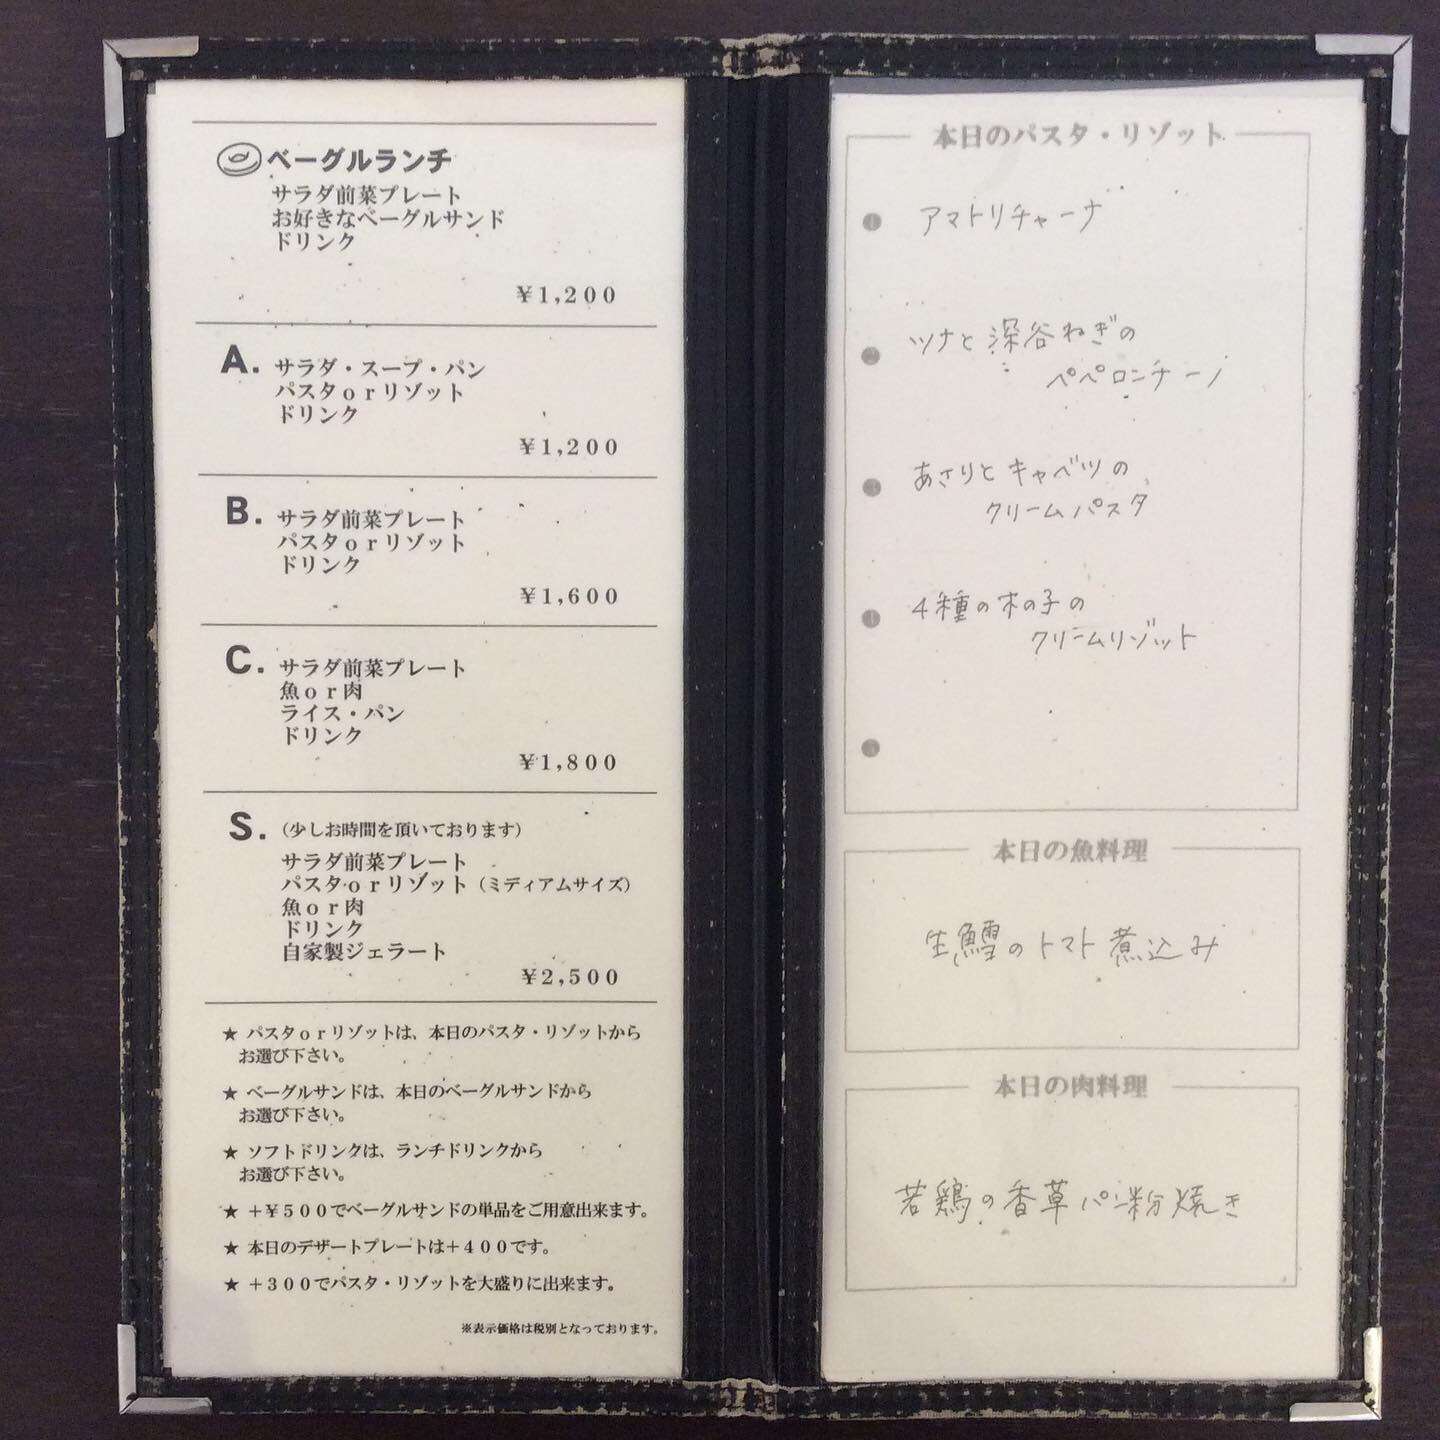 ベーグルランチ
サラダ前菜プレート
お好きなベーグルサンド
ドリンク
¥1,200
A. サラダ・スープ・パン
パスタorリゾット
ドリンク
¥1,200
B. サラダ前菜プレート
パスタorリゾット
ドリンク
¥1,600
C. サラダ前菜プレート
魚or肉
ライス・パン
ドリンク
¥1,800
S. (少しお時間を頂いております)
サラダ前菜プレート
パスタorリゾット(ミディアムサイズ)
魚or肉
ドリンク
自家製ジェラート
¥2,500
★ パスタorリゾットは、本日のパスタ・リゾットから
お選び下さい。
★ ベーグルサンドは、本日のベーグルサンドから
お選び下さい。
★ ソフトドリンクは、ランチドリンクから
お選び下さい。
★ +¥500でベーグルサンドの単品をご用意出来ます。
★ 本日のデザートプレートは+400です。
★ +300でパスタ・リゾットを大盛りに出来ます。
※表示価格は税別となっております。
本日のパスタ・リゾット
アマトリチャーナ
ツナと深谷ねぎの
ペペロンチーノ
あさりとキャベツの
クリームパスタ
4種の木の子の
クリームリゾット
本日の魚料理
生鱈のトマト煮込み
本日の肉料理
若鶏の香草パン粉焼き